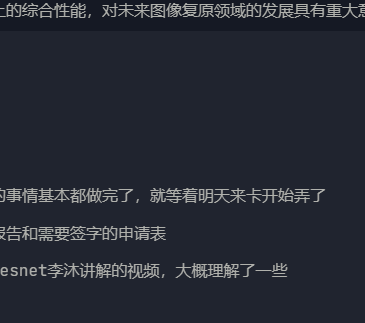 的综合性能，对未来图像复原领域的发展具有重大
的事情基本都做完了，就等着明天来卡开始弄了
报告和需要签字的申请表
esnet李沐讲解的视频，大概理解了一些